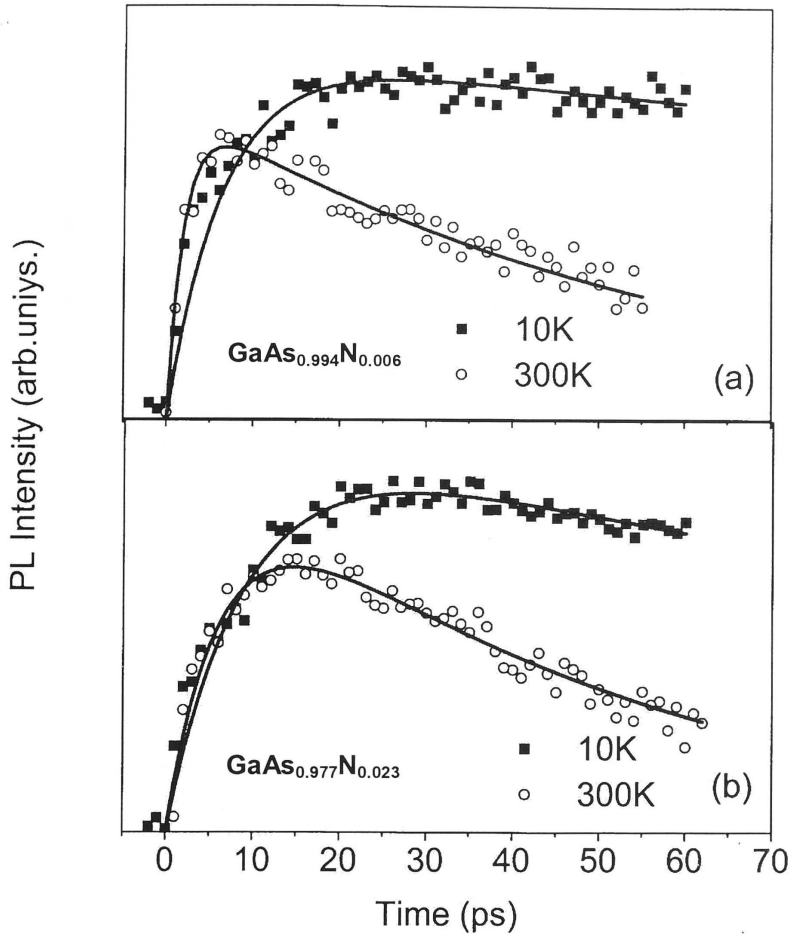 PL Intensity (arb.uniys.)
10K
300K
GaAs0.994N0.006
(a)
10K
300K
GaAs0.977N0.023
(b)
0 10 20 30 40 50 60 70
Time (ps)